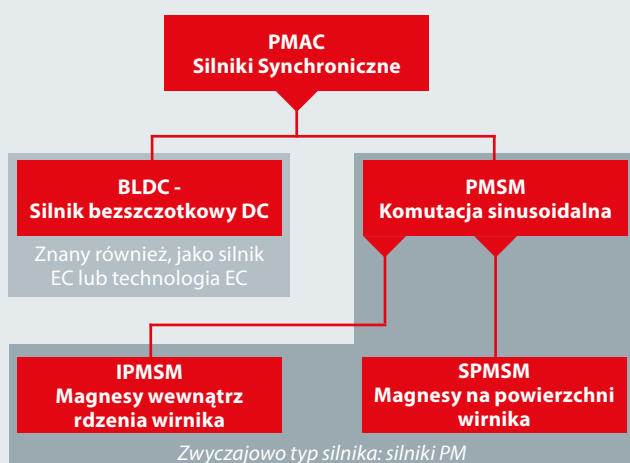 PMAC
Silniki Synchroniczne
BLDC -
Silnik bezszczotkowy DC
Znany również, jako silnik
EC lub technologia EC
PMSM
Komutacja sinusoidalna
IPMSM
Magnesy wewnątrz
rdzenia wirnika
SPMSM
Magnesy na powierzchni
wirnika
Zwyczajowo typ silnika: silniki PM